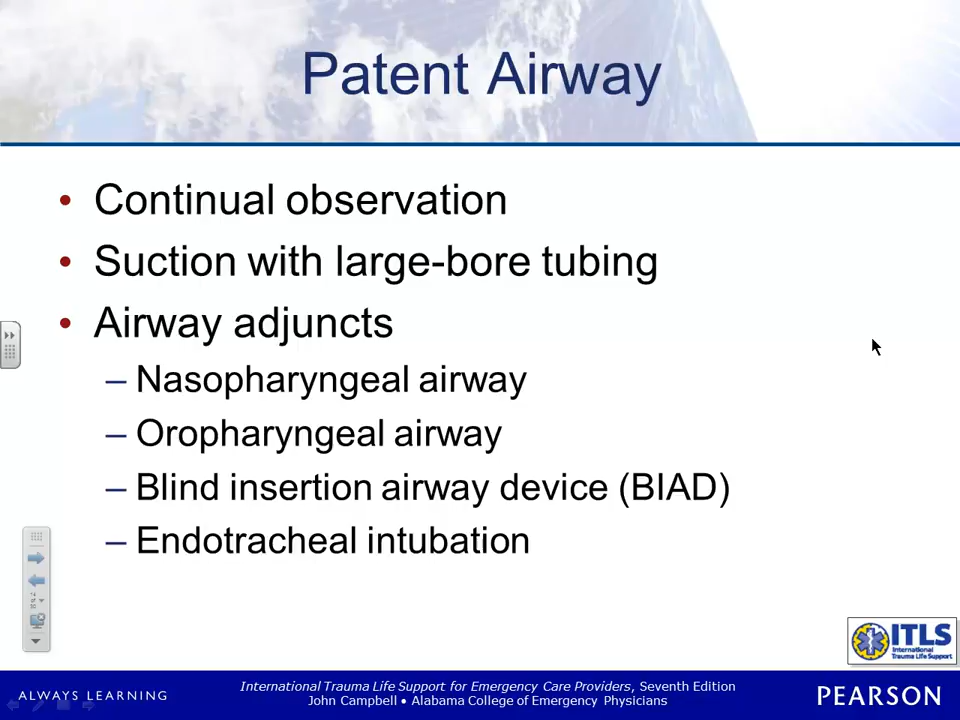 Patent Airway
• Continual observation
• Suction with large-bore tubing
• Airway adjuncts
– Nasopharyngeal airway
– Oropharyngeal airway
– Blind insertion airway device (BIAD)
– Endotracheal intubation
ITLS
International
Trauma Life Support
ALWAYS LEARNING
International Trauma Life Support for Emergency Care Providers, Seventh Edition
John Campbell • Alabama College of Emergency Physicians
PEARSON